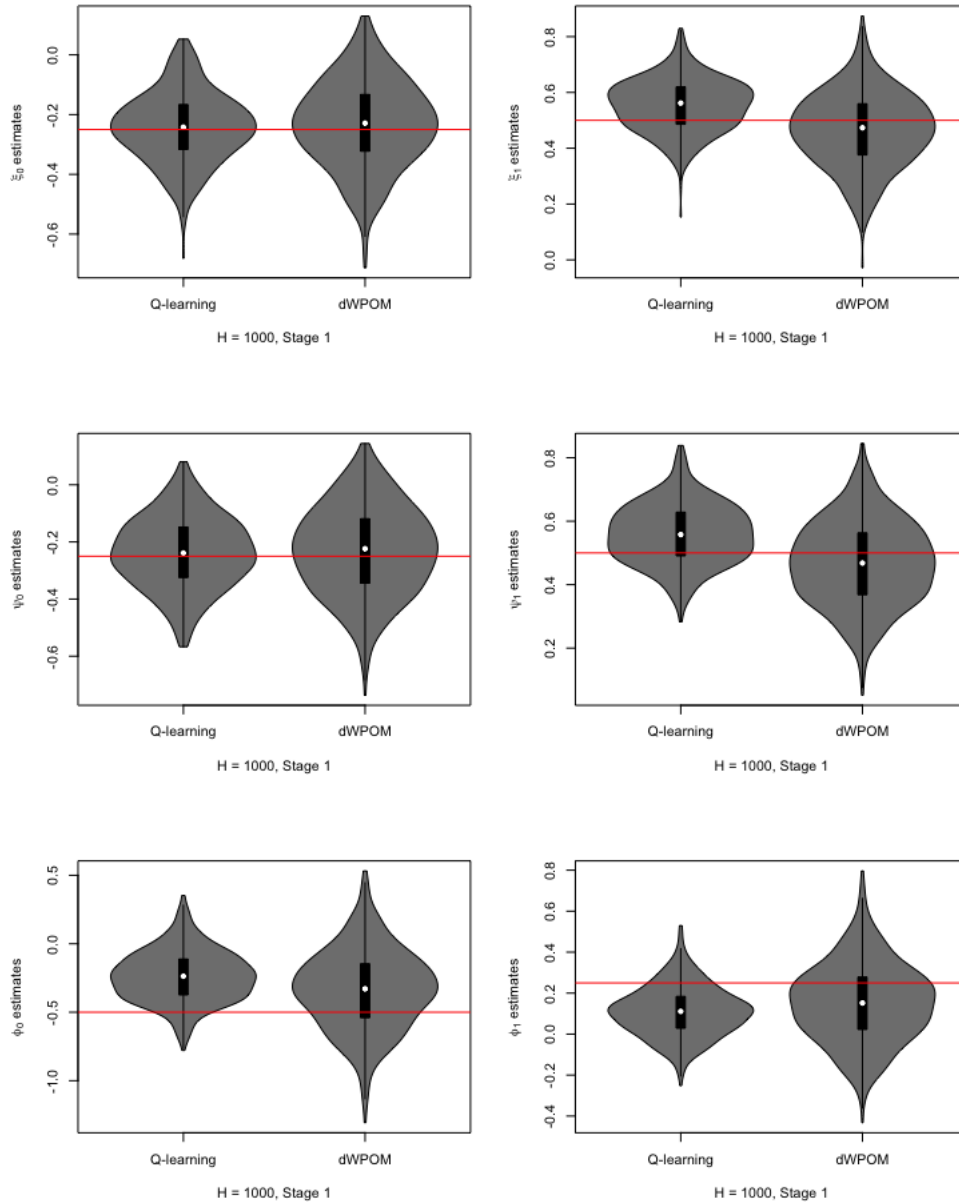 0.0
-0.2
-0.4
-0.6
ξ0 estimates
Q-learning dWPOM
H = 1000, Stage 1
0.8
0.6
0.4
0.2
0.0
ξ1 estimates
Q-learning dWPOM
H = 1000, Stage 1
0.0
-0.2
-0.4
-0.6
ψ0 estimates
Q-learning dWPOM
H = 1000, Stage 1
0.8
0.6
0.4
0.2
ψ1 estimates
Q-learning dWPOM
H = 1000, Stage 1
0.5
0.0
-0.5
-1.0
ϕ0 estimates
Q-learning dWPOM
H = 1000, Stage 1
0.8
0.6
0.4
0.2
0.0
-0.2
-0.4
ϕ1 estimates
Q-learning dWPOM
H = 1000, Stage 1